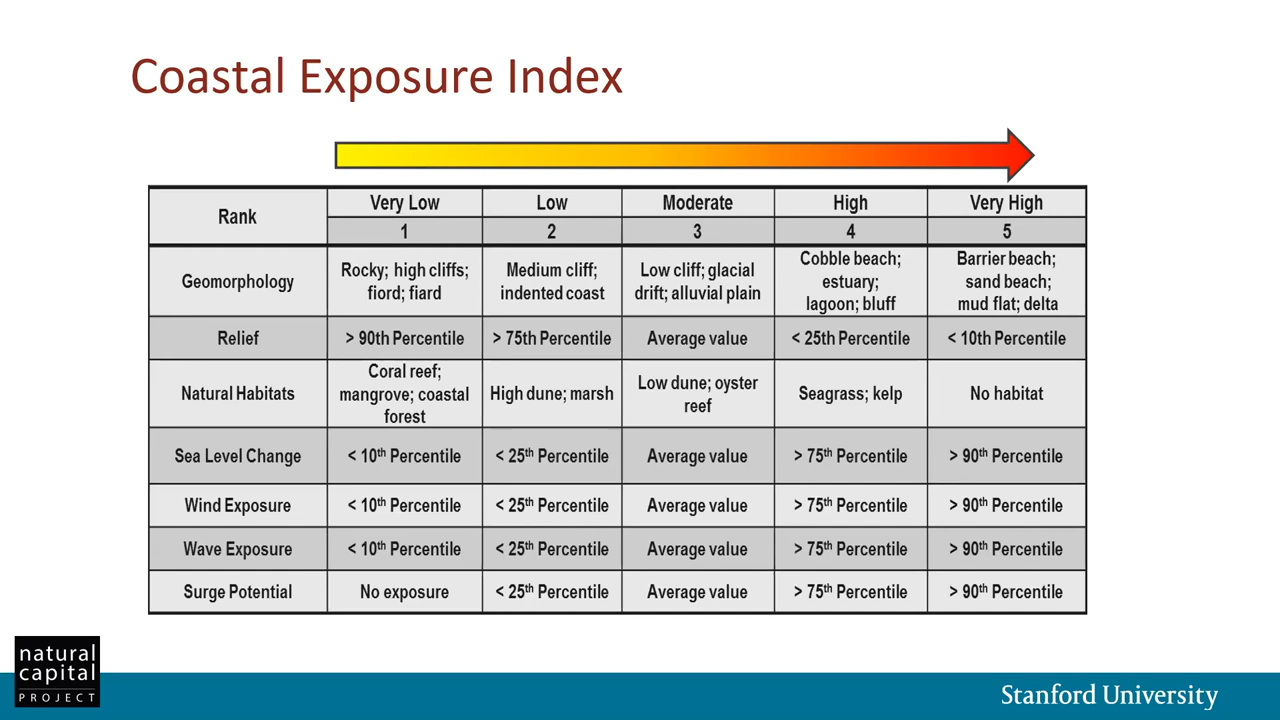 Coastal Exposure Index
Rank
Very Low
Low
Moderate
High
Very High
1
2
3
4
5
Geomorphology
Rocky; high cliffs;
fiord; fiard
Medium cliff;
indented coast
Low cliff; glacial
drift; alluvial plain
Cobble beach;
estuary;
lagoon; bluff
Barrier beach;
sand beach;
mud flat; delta
Relief
> 90th Percentile
> 75th Percentile
Average value
< 25th Percentile
< 10th Percentile
Natural Habitats
Coral reef;
mangrove; coastal
forest
High dune; marsh
Low dune; oyster
reef
Seagrass; kelp
No habitat
Sea Level Change
< 10th Percentile
< 25th Percentile
Average value
> 75th Percentile
> 90th Percentile
Wind Exposure
< 10th Percentile
< 25th Percentile
Average value
> 75th Percentile
> 90th Percentile
Wave Exposure
< 10th Percentile
< 25th Percentile
Average value
> 75th Percentile
> 90th Percentile
Surge Potential
No exposure
< 25th Percentile
Average value
> 75th Percentile
> 90th Percentile
natural
capital
PROJECT
Stanford University